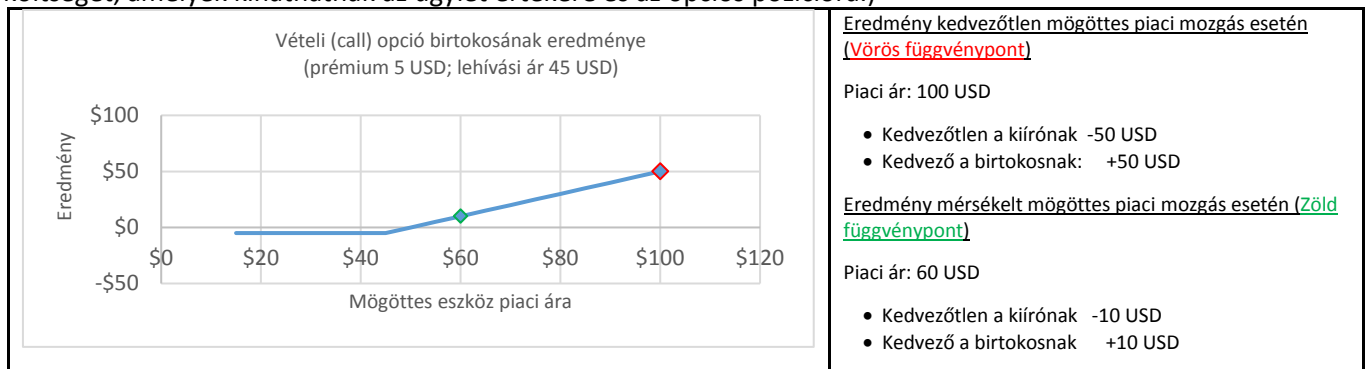 költséget, amelyek kihathatnak az ügylet értékére és az opciós pozícióra.)
Vételi (call) opció birtokosának eredménye
(prémium 5 USD; lehívási ár 45 USD)
$100
$50
$0
-$50
$0 $20 $40 $60 $80 $100 $120
Eredmény
Mögöttes eszköz piaci ára
Eredmény kedvezőtlen mögöttes piaci mozgás esetén
(Vörös függvénypont)
Piaci ár: 100 USD
• Kedvezőtlen a kiírónak -50 USD
• Kedvező a birtokosnak: +50 USD
Eredmény mérsékelt mögöttes piaci mozgás esetén (Zöld
függvénypont)
Piaci ár: 60 USD
• Kedvezőtlen a kiírónak -10 USD
• Kedvező a birtokosnak +10 USD